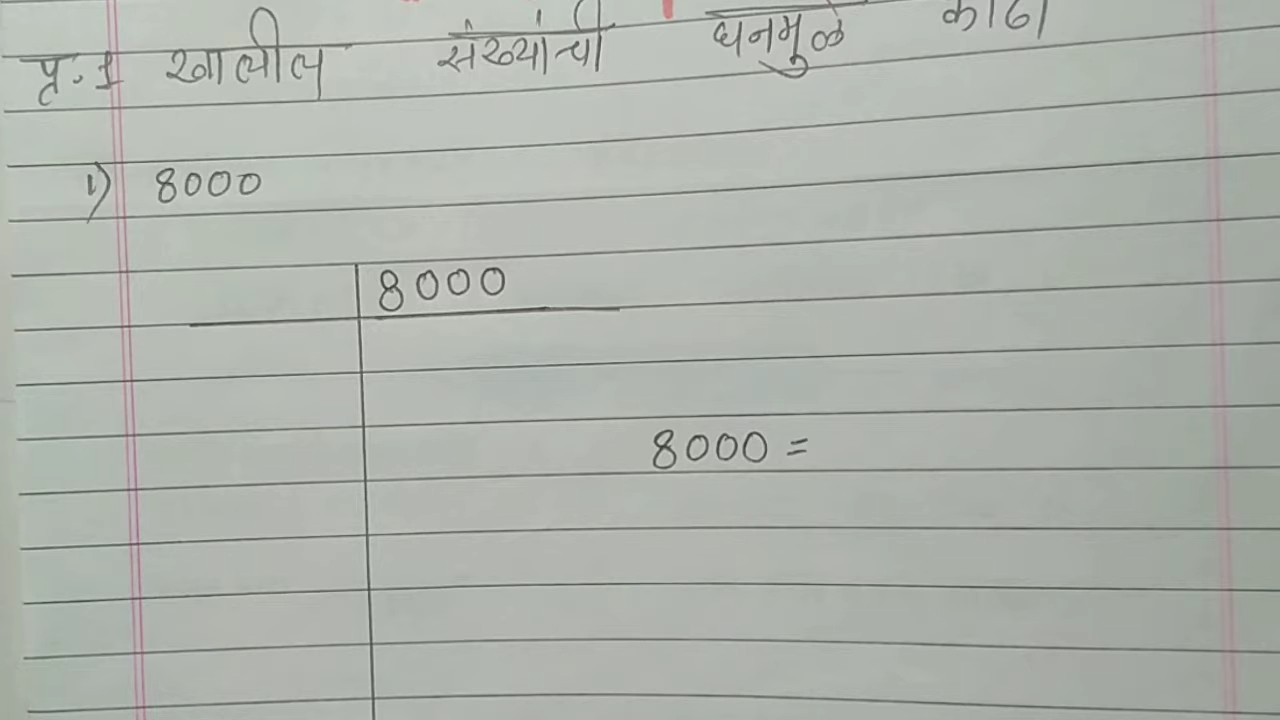 प्र. 1 खालील संख्यांची घनमुळे काढा
1) 8000
8000
8000 =